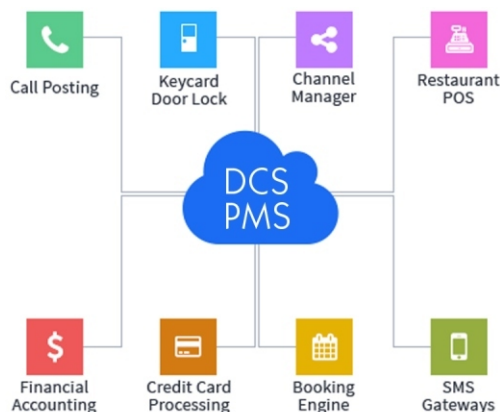 Call Posting
Keycard
Door Lock
Channel
Manager
Restaurant
POS
DCS
PMS
$
Financial
Accounting
Credit Card
Processing
Booking
Engine
SMS
Gateways